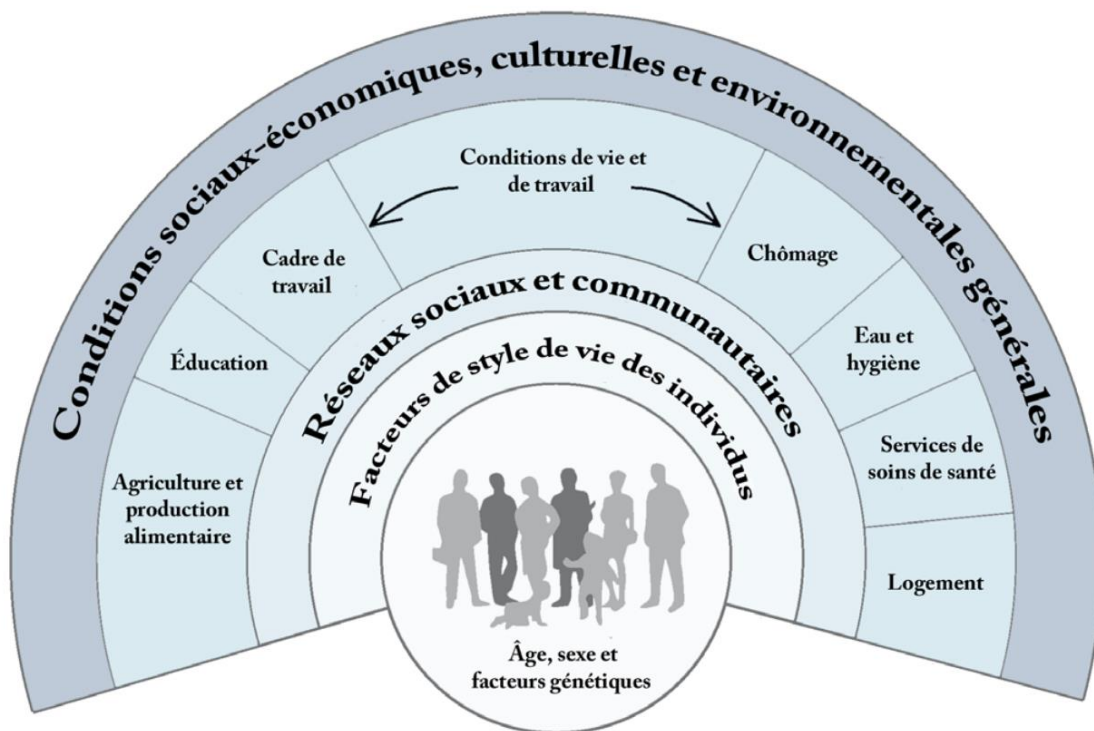 Conditions sociaux-économiques, culturelles et environnementales générales
Conditions de vie et
de travail
Cadre de
travail
Chômage
Éducation
Eau et
hygiène
Agriculture et
production
alimentaire
Services de
soins de santé
Logement
Réseaux sociaux et communautaires
Facteurs de style de vie des individus
Âge, sexe et
facteurs génétiques